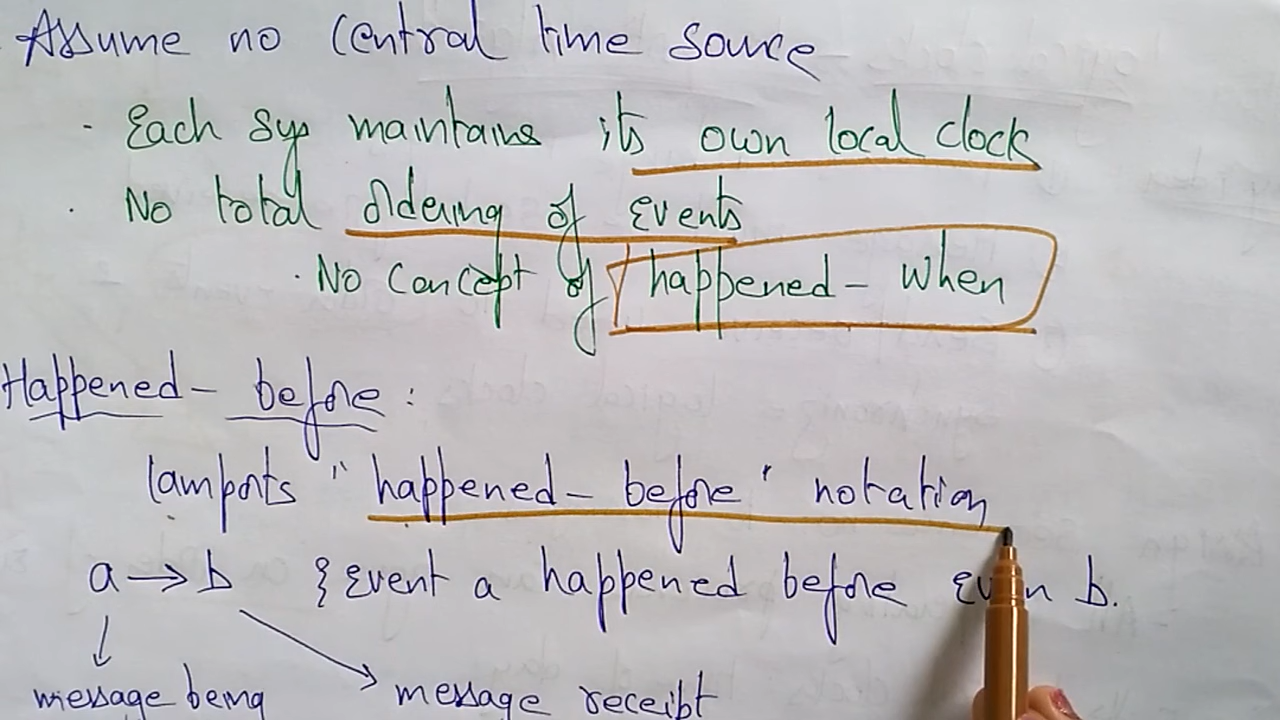 Assume no Central time source
- Each sys maintains its own local clock
. No total ordering of events
. No concept of happened - when
Happened - before :
lamports " happened - before " notation
a → b { Event a happened before b.
message being message receipt